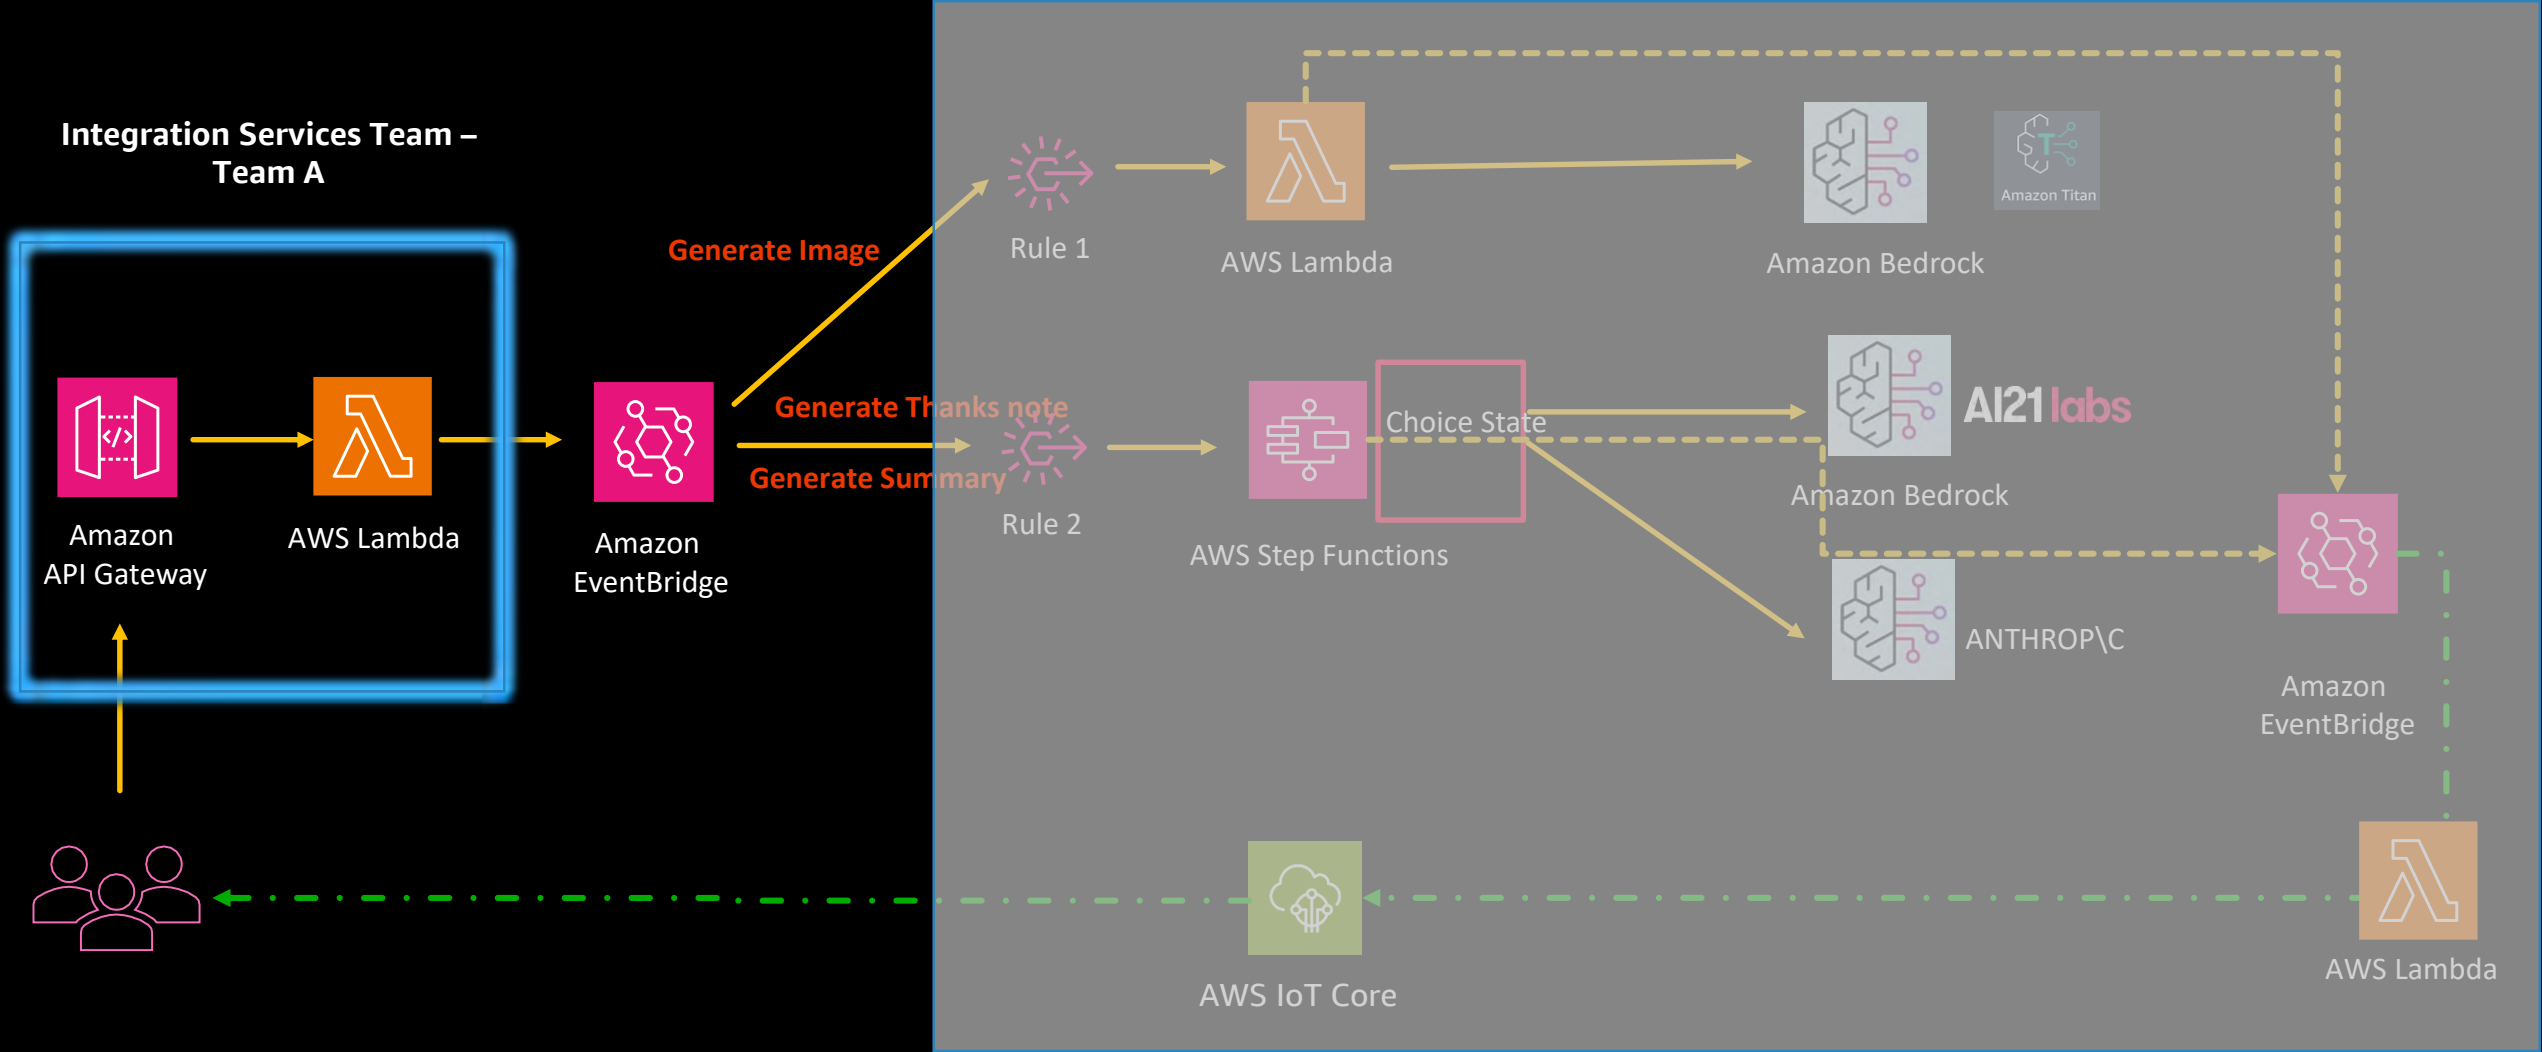 Integration Services Team –
Team A
Generate Image
Rule 1
AWS Lambda
Amazon Bedrock
Amazon Titan
Generate Thanks note
Generate Summary
Rule 2
Choice State
AWS Step Functions
AI21 labs
Amazon Bedrock
ANTHROP\C
Amazon
API Gateway
AWS Lambda
Amazon
EventBridge
Amazon
EventBridge
AWS IoT Core
AWS Lambda